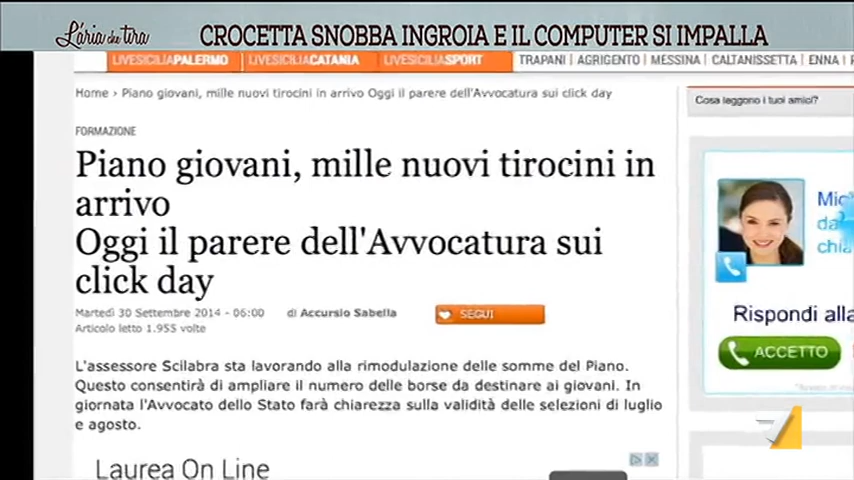 L'aria che tira
CROCETTA SNOBBA INGROIA E IL COMPUTER SI IMPALLA
LIVESICILIAPALERMO
LIVESICILIACATANIA
LIVESICILIASPORT
TRAPANI | AGRIGENTO | MESSINA | CALTANISSETTA | ENNA
Home › Piano giovani, mille nuovi tirocini in arrivo Oggi il parere dell'Avvocatura sui click day
Cosa leggono i tuoi amici?
FORMAZIONE
Piano giovani, mille nuovi tirocini in
arrivo
Oggi il parere dell'Avvocatura sui
click day
Martedì 30 Settembre 2014 - 06:00
di Accursio Sabella
SEGUI
Articolo letto 1.955 volte
L'assessore Scilabra sta lavorando alla rimodulazione delle somme del Piano.
Questo consentirà di ampliare il numero delle borse da destinare ai giovani. In
giornata l'Avvocato dello Stato farà chiarezza sulla validità delle selezioni di luglio
e agosto.
Laurea On Line
Rispondi alla
ACCETTO
7